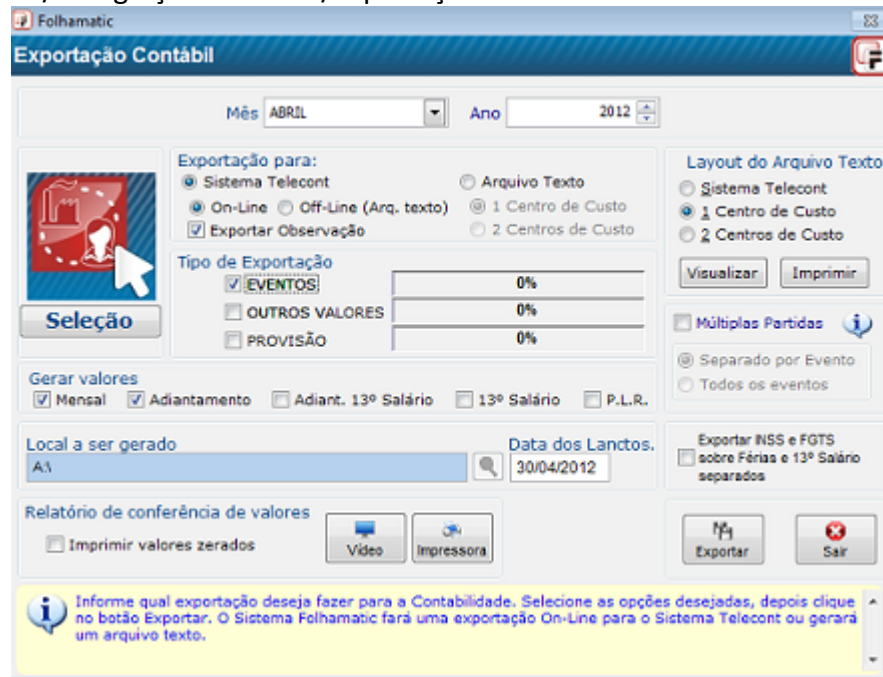 Folhamatic
Exportação Contábil
Mês ABRIL Ano 2012
Exportação para:
Sistema Telecont Arquivo Texto
On-Line Off-Line (Arq. texto) 1 Centro de Custo
Exportar Observação 2 Centros de Custo
Layout do Arquivo Texto
Sistema Telecont
1 Centro de Custo
2 Centros de Custo
Visualizar Imprimir
Seleção
Tipo de Exportação
EVENTOS 0%
OUTROS VALORES 0%
PROVISÃO 0%
Múltiplas Partidas
Separado por Evento
Todos os eventos
Gerar valores
Mensal Adiantamento Adiant. 13º Salário 13º Salário P.L.R.
Local a ser gerado Data dos Lanctos.
A:\ 30/04/2012
Exportar INSS e FGTS
sobre Férias e 13º Salário
separados
Relatório de conferência de valores
Imprimir valores zerados Vídeo Impressora
Exportar Sair
Informe qual exportação deseja fazer para a Contabilidade. Selecione as opções desejadas, depois clique
no botão Exportar. O Sistema Folhamatic fará uma exportação On-Line para o Sistema Telecont ou gerará
um arquivo texto.